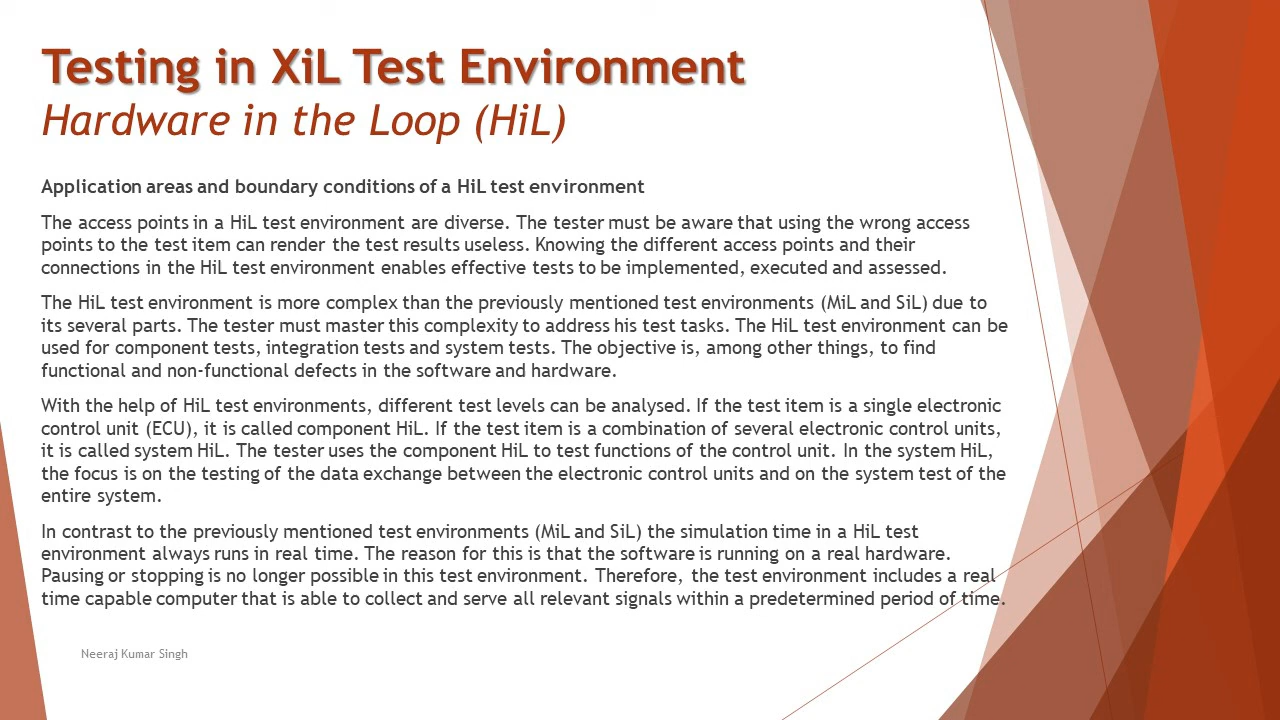 Testing in XiL Test Environment
Hardware in the Loop (HiL)
Application areas and boundary conditions of a HiL test environment
The access points in a HiL test environment are diverse. The tester must be aware that using the wrong access
points to the test item can render the test results useless. Knowing the different access points and their
connections in the HiL test environment enables effective tests to be implemented, executed and assessed.
The HiL test environment is more complex than the previously mentioned test environments (MiL and SiL) due to
its several parts. The tester must master this complexity to address his test tasks. The HiL test environment can be
used for component tests, integration tests and system tests. The objective is, among other things, to find
functional and non-functional defects in the software and hardware.
With the help of HiL test environments, different test levels can be analysed. If the test item is a single electronic
control unit (ECU), it is called component HiL. If the test item is a combination of several electronic control units,
it is called system HiL. The tester uses the component HiL to test functions of the control unit. In the system HiL,
the focus is on the testing of the data exchange between the electronic control units and on the system test of the
entire system.
In contrast to the previously mentioned test environments (MiL and SiL) the simulation time in a HiL test
environment always runs in real time. The reason for this is that the software is running on a real hardware.
Pausing or stopping is no longer possible in this test environment. Therefore, the test environment includes a real
time capable computer that is able to collect and serve all relevant signals within a predetermined period of time.
Neeraj Kumar Singh